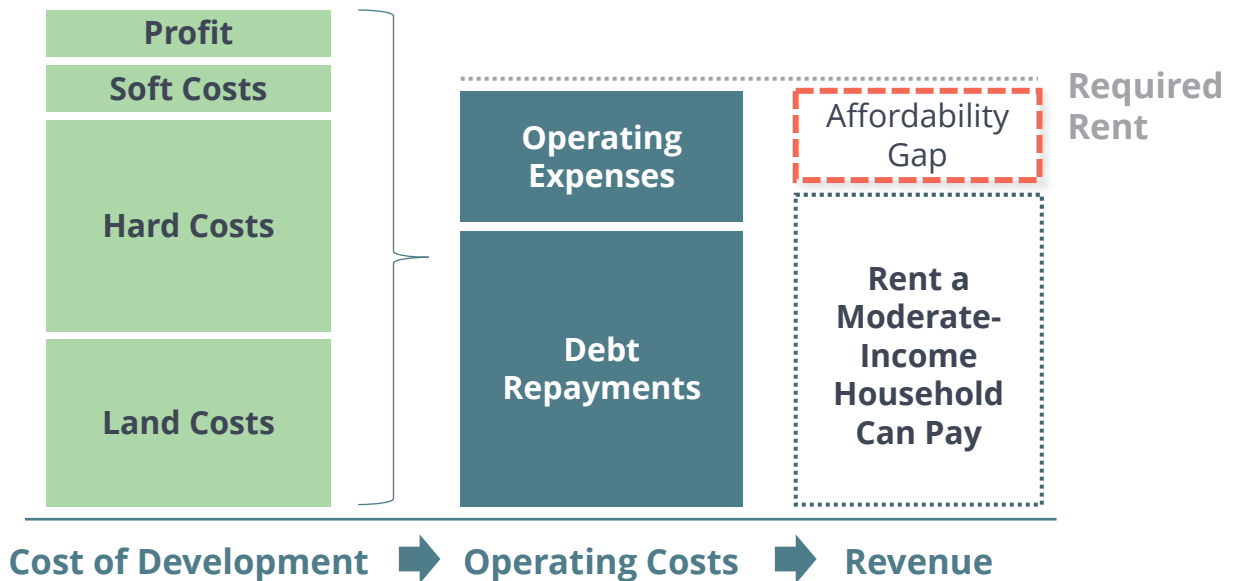 Profit
Soft Costs
Hard Costs
Land Costs
Operating
Expenses
Debt
Repayments
Affordability
Gap
Rent a
Moderate-
Income
Household
Can Pay
Required
Rent
Cost of Development
Operating Costs
Revenue